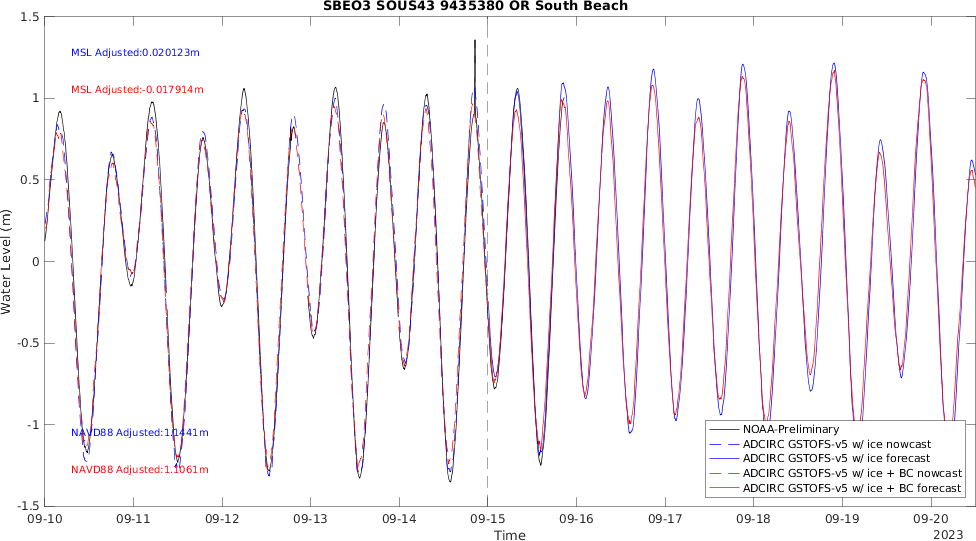 SBEO3 SOUS43 9435380 OR South Beach
1.5
1
0.5
0
-0.5
-1
-1.5
Water Level (m)
MSL Adjusted:0.020123m
MSL Adjusted:-0.017914m
NAVD88 Adjusted:1.1441m
NAVD88 Adjusted:1.1061m
NOAA-Preliminary
ADCIRC GSTOFS-v5 w/ ice nowcast
ADCIRC GSTOFS-v5 w/ ice forecast
ADCIRC GSTOFS-v5 w/ ice + BC nowcast
ADCIRC GSTOFS-v5 w/ ice + BC forecast
09-10 09-11 09-12 09-13 09-14 09-15 09-16 09-17 09-18 09-19 09-20
Time
2023